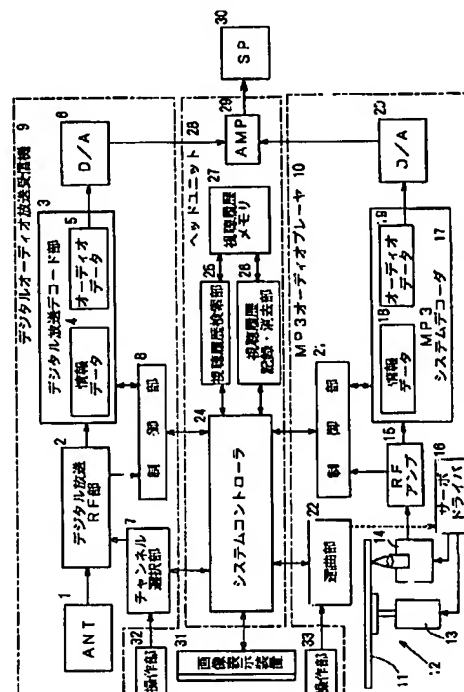 デジタルオーディオ放送受信機 9
ANT
1
デジタル放送
RF部
2
デジタル放送デコード部
3
情報
データ
4
オーディオ
データ
5
D/A
6
チャンネル
選択部
7
制御部
8
操作部
32
ヘッドユニット
28
画像表示装置
31
システムコントローラ
24
視聴履歴検索部
25
視聴履歴
記録・消去部
26
視聴履歴
メモリ
27
AMP
29
SP
30
MP3オーディオプレーヤ
10
操作部
33
選曲部
22
制御部
RFアンプ
15
MP3
システムデコーダ
17
情報
データ
18
オーディオ
データ
サーボ
ドライバ
16
11
12
13
14